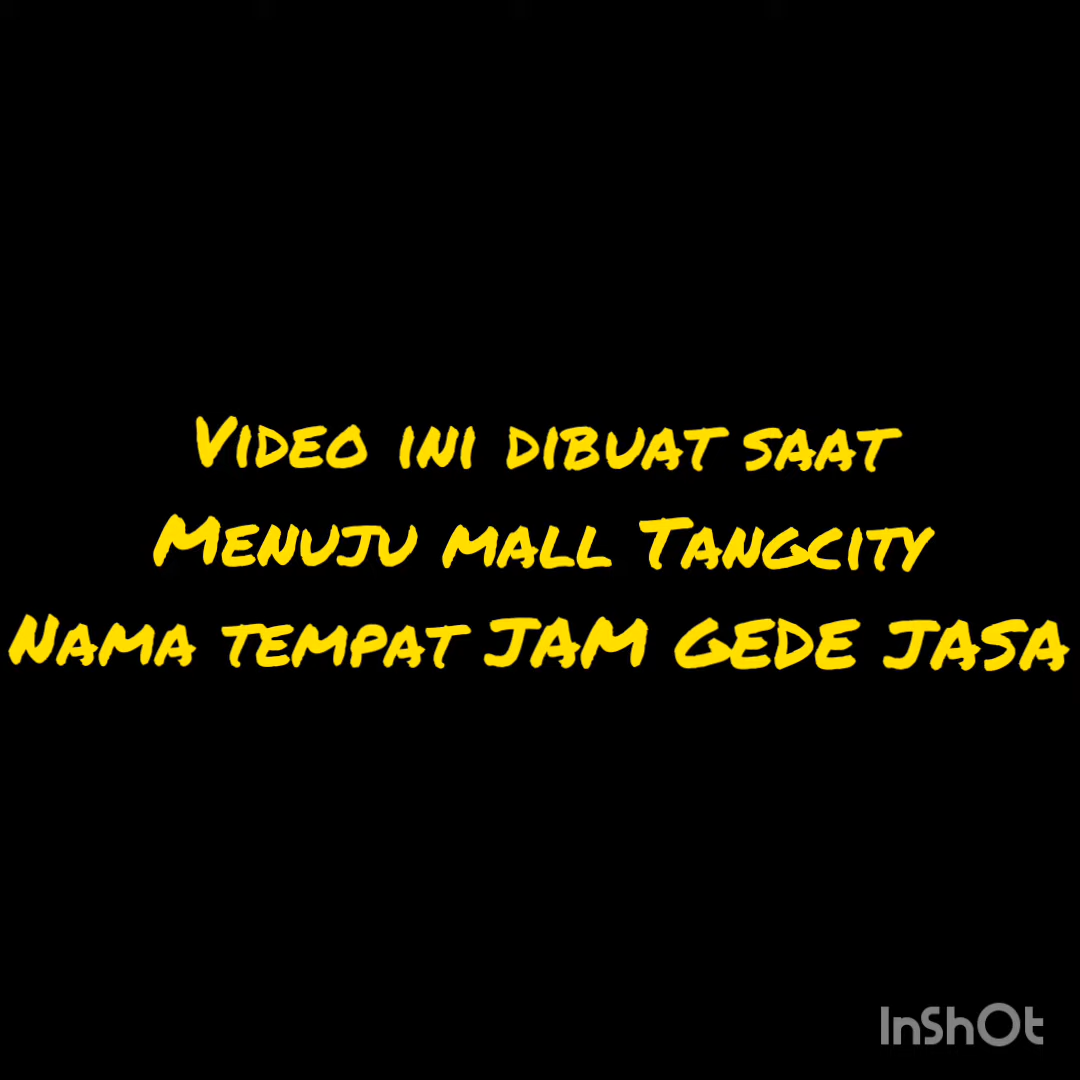 Video ini dibuat saat
Menuju mall Tangcity
Nama tempat JAM GEDE JASA
InShOt